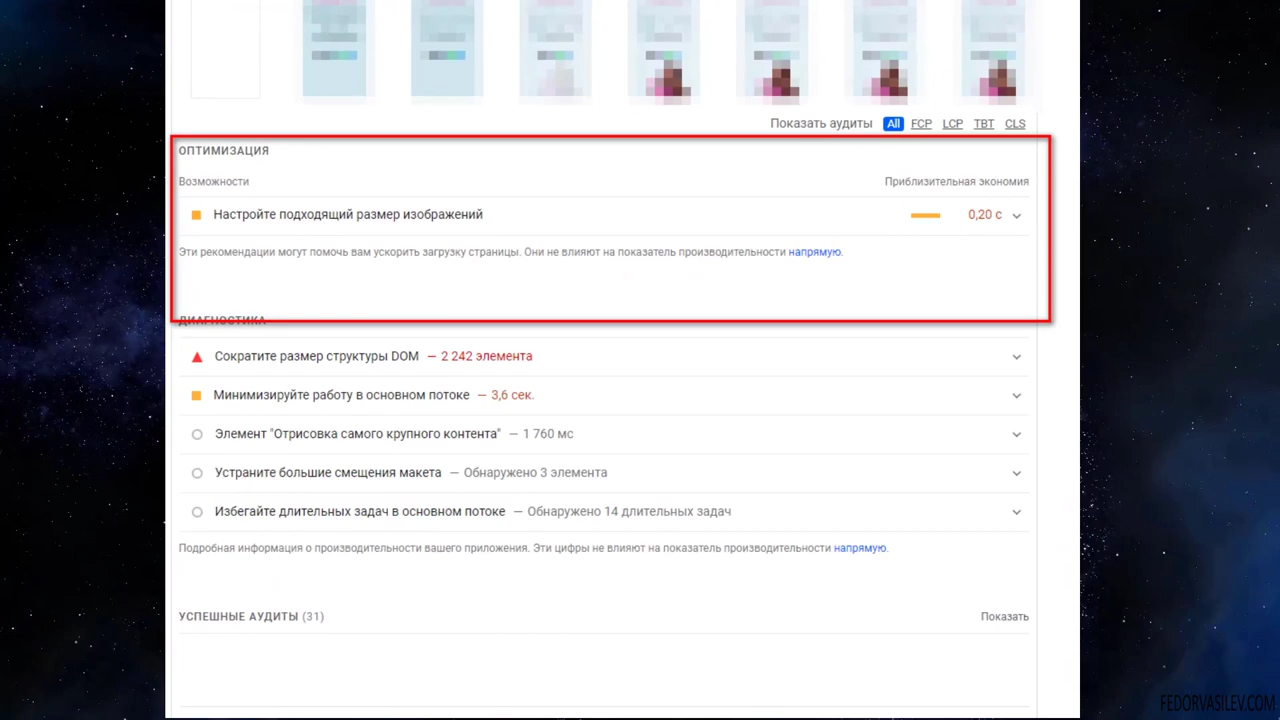 Показать аудиты All FCP LCP TBT CLS
ОПТИМИЗАЦИЯ
Возможности Приблизительная экономия
Настройте подходящий размер изображений 0,20 с
Эти рекомендации могут помочь вам ускорить загрузку страницы. Они не влияют на показатель производительности напрямую.
ДИАГНОСТИКА
Сократите размер структуры DOM — 2 242 элемента
Минимизируйте работу в основном потоке — 3,6 сек.
Элемент "Отрисовка самого крупного контента" — 1 760 мс
Устраните большие смещения макета — Обнаружено 3 элемента
Избегайте длительных задач в основном потоке — Обнаружено 14 длительных задач
Подробная информация о производительности вашего приложения. Эти цифры не влияют на показатель производительности напрямую.
УСПЕШНЫЕ АУДИТЫ (31) Показать
FEDORVASILEV.COM